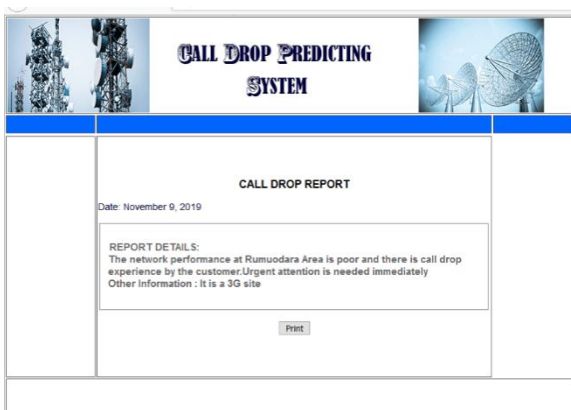 CALL DROP PREDICTING
SYSTEM
CALL DROP REPORT
Date: November 9, 2019
REPORT DETAILS:
The network performance at Rumuodara Area is poor and there is call drop
experience by the customer.Urgent attention is needed immediately
Other Information : It is a 3G site
Print